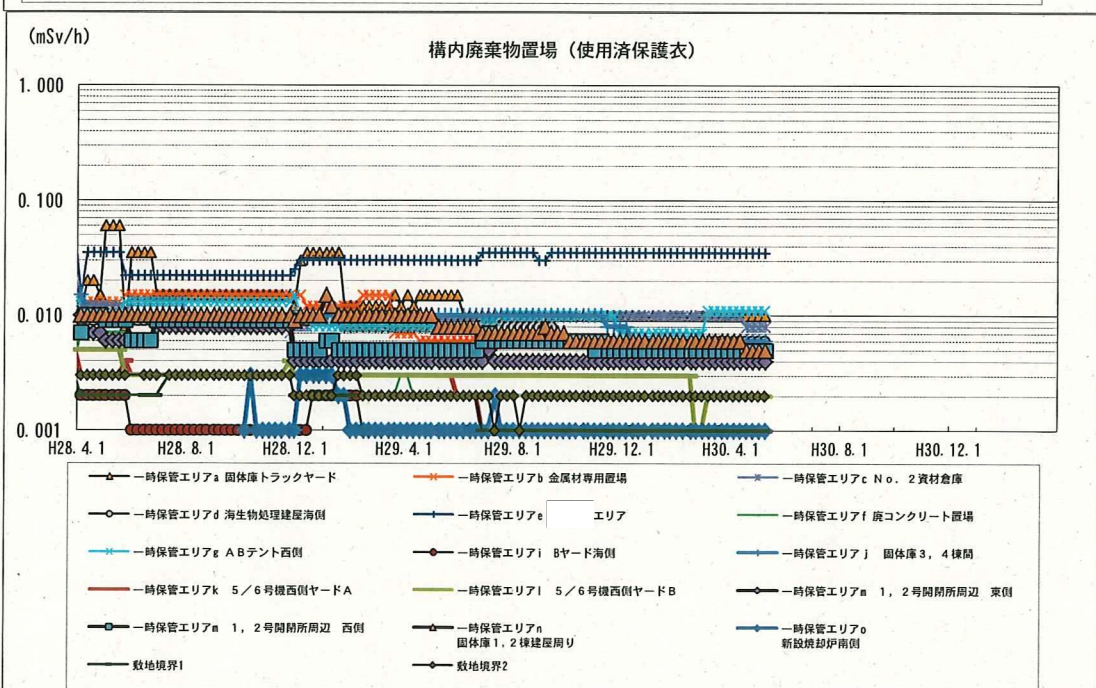 (mSv/h)
構内廃棄物置場（使用済保護衣）
1.000
0.100
0.010
0.001
H28.4.1 H28.8.1 H28.12.1 H29.4.1 H29.8.1 H29.12.1 H30.4.1 H30.8.1 H30.12.1
一時保管エリアa 固体庫トラックヤード 一時保管エリアb 金属材専用置場 一時保管エリアc No.2資材倉庫
一時保管エリアd 海生物処理建屋海側 一時保管エリアe エリア 一時保管エリアf 廃コンクリート置場
一時保管エリアg ABテント西側 一時保管エリアi Bヤード海側 一時保管エリアj 固体庫3,4棟間
一時保管エリアk 5/6号機西側ヤードA 一時保管エリアl 5/6号機西側ヤードB 一時保管エリアm 1,2号開閉所周辺 東側
一時保管エリアm 1,2号開閉所周辺 西側 一時保管エリアn 一時保管エリアo
固体庫1,2棟建屋周り 新設焼却炉南側
敷地境界1 敷地境界2